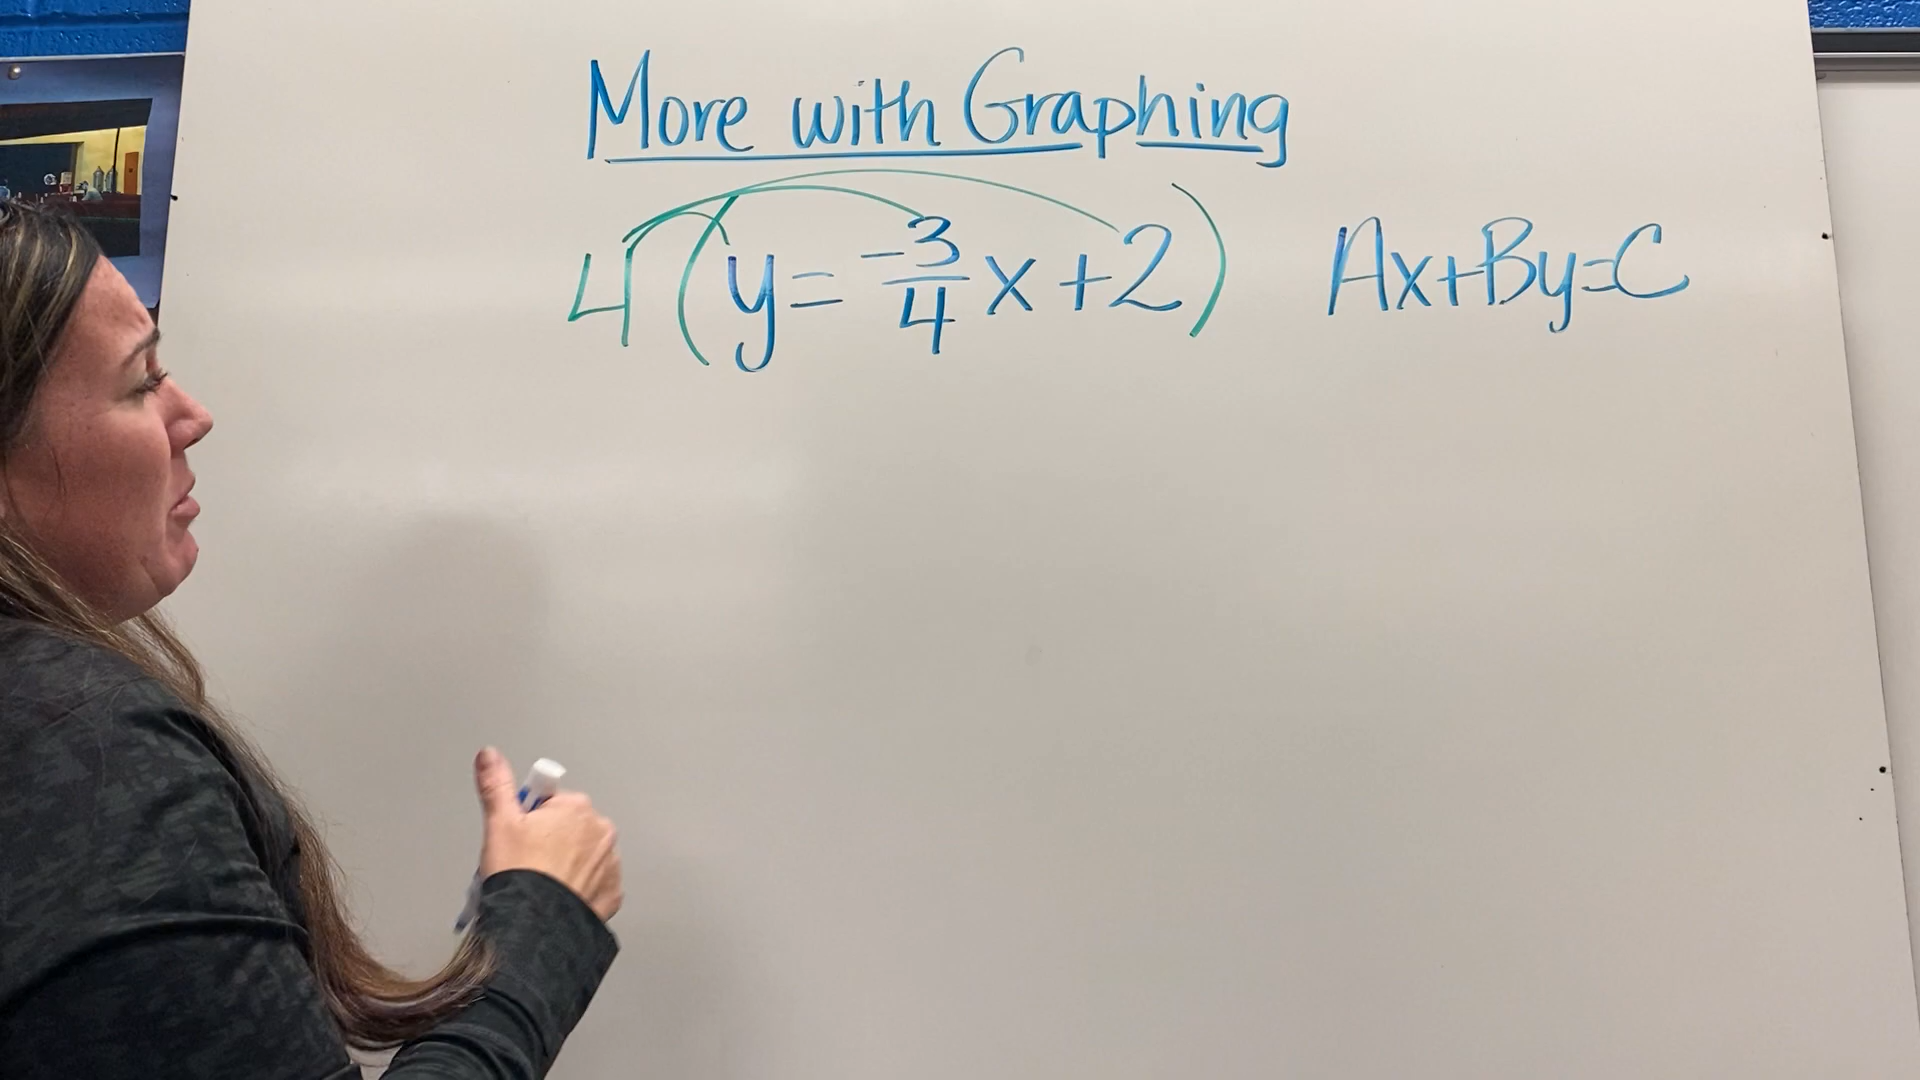 More with Graphing
4(y = -3/4 x + 2) Ax+By=C